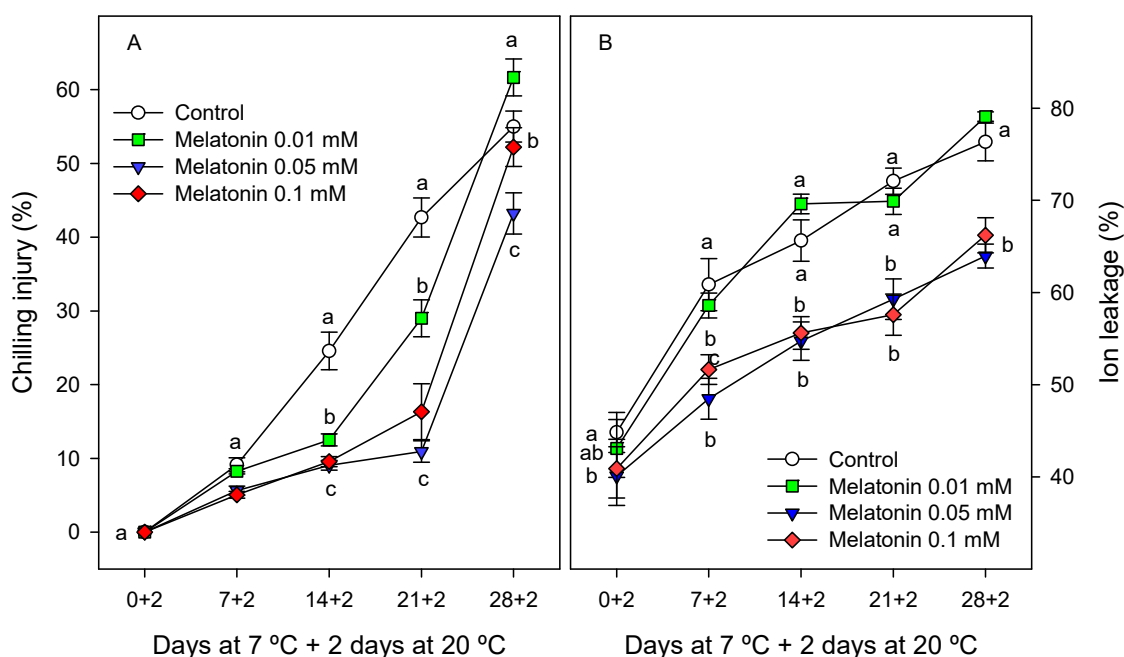 A
Chilling injury (%)
60
50
40
30
20
10
0
Control
Melatonin 0.01 mM
Melatonin 0.05 mM
Melatonin 0.1 mM
a
a
a
b
c
a
b
c
a
b
c
0+2
7+2
14+2
21+2
28+2
Days at 7 ºC + 2 days at 20 ºC
B
Ion leakage (%)
80
70
60
50
40
a
ab
b
a
b
c
b
a
a
b
b
a
a
b
b
a
b
Control
Melatonin 0.01 mM
Melatonin 0.05 mM
Melatonin 0.1 mM
0+2
7+2
14+2
21+2
28+2
Days at 7 ºC + 2 days at 20 ºC